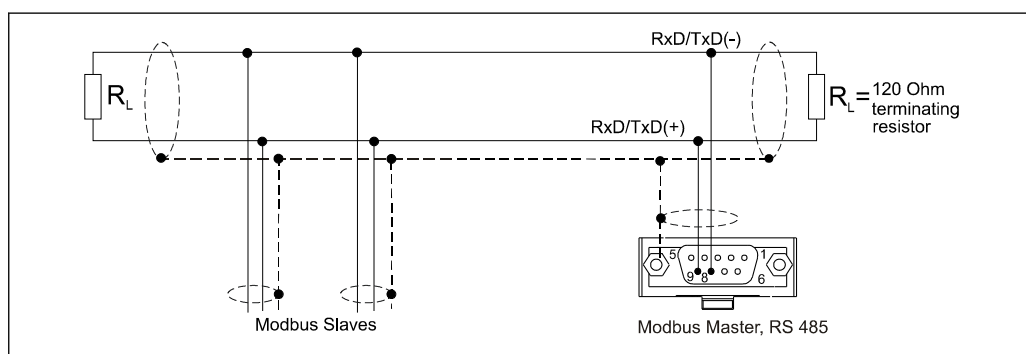 RxD/TxD(-)
R_L
R_L=120 Ohm
terminating
resistor
RxD/TxD(+)
5
1
9
8
6
Modbus Slaves
Modbus Master, RS 485